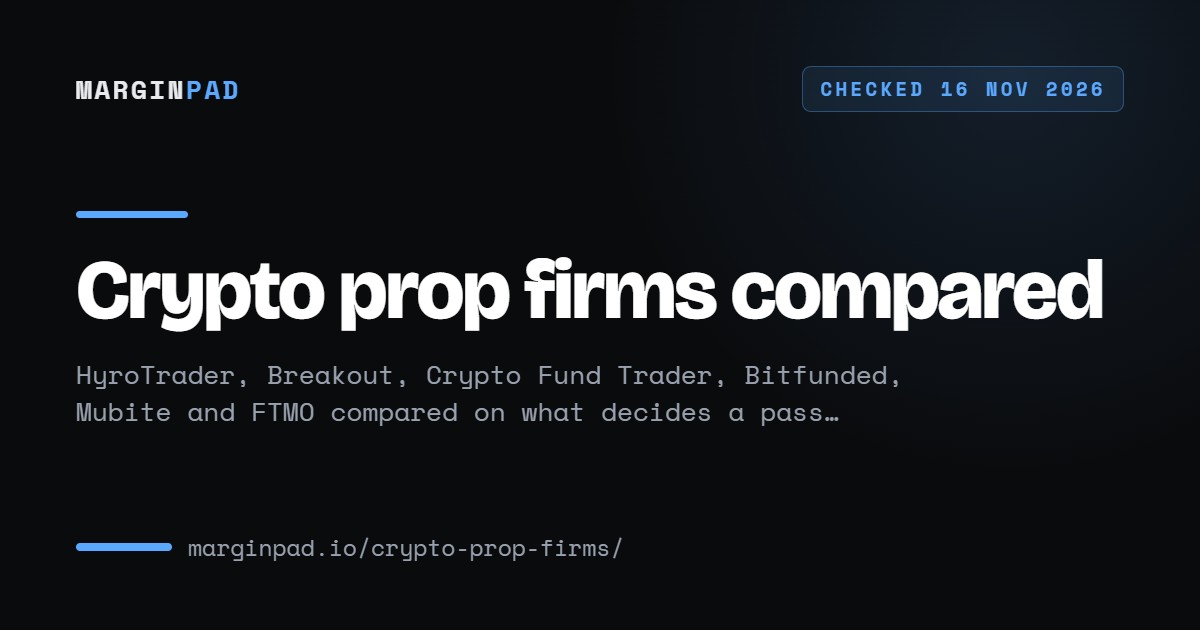 MARGINPAD
CHECKED 16 NOV 2026
Crypto prop firms compared
HyroTrader, Breakout, Crypto Fund Trader, Bitfunded,
Mubite and FTMO compared on what decides a pass…
marginpad.io/crypto-prop-firms/